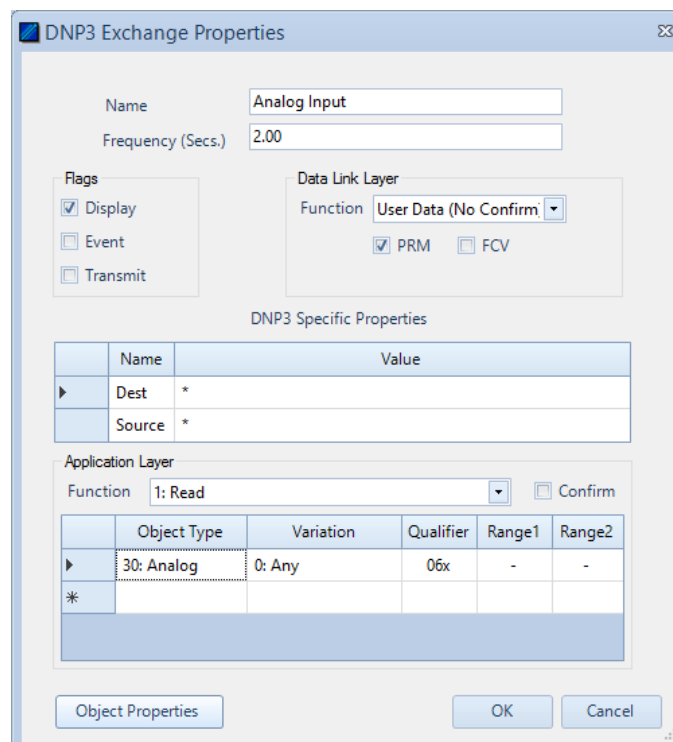 DNP3 Exchange Properties
Name Analog Input
Frequency (Secs.) 2.00
Flags
Display
Event
Transmit
Data Link Layer
Function User Data (No Confirm)
PRM FCV
DNP3 Specific Properties
Name Value
Dest *
Source *
Application Layer
Function 1: Read Confirm
Object Type Variation Qualifier Range1 Range2
30: Analog 0: Any 06x - -
*
Object Properties OK Cancel